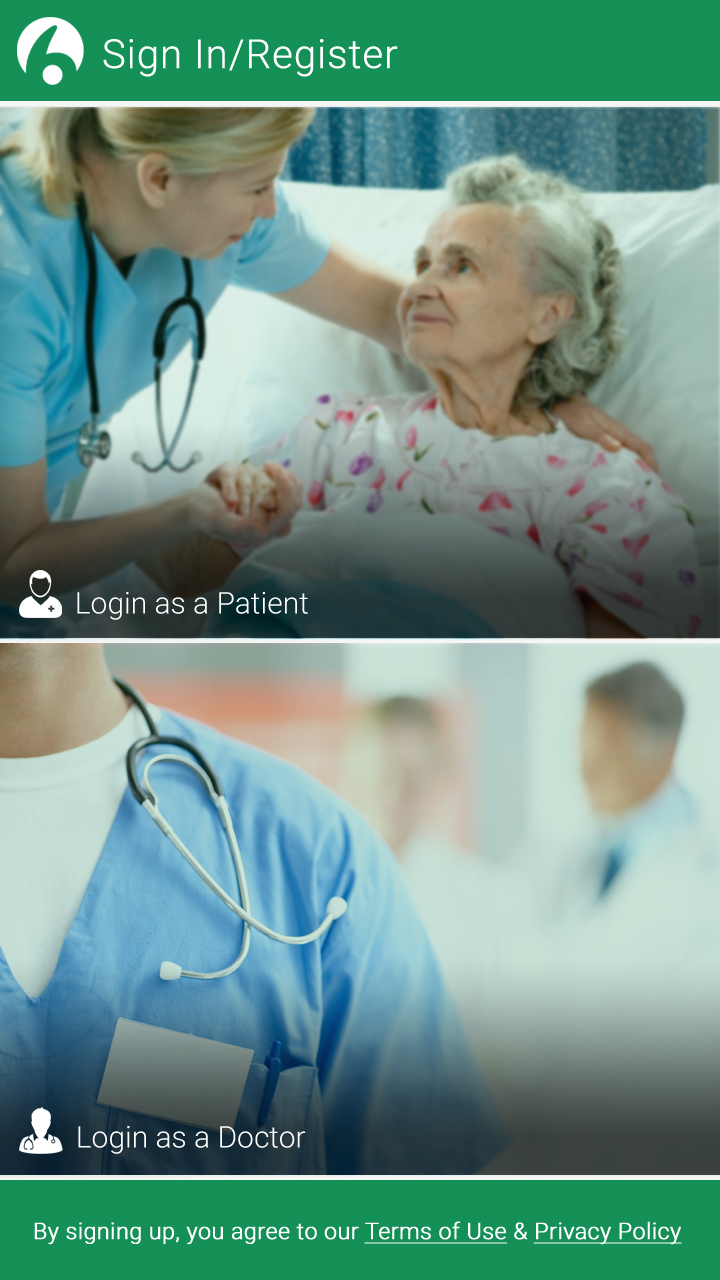 Sign In/Register
Login as a Patient
Login as a Doctor
By signing up, you agree to our Terms of Use & Privacy Policy